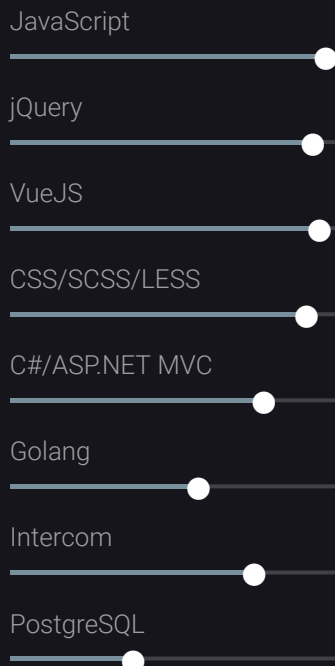 JavaScript
jQuery
VueJS
CSS/SCSS/LESS
C#/ASP.NET MVC
Golang
Intercom
PostgreSQL